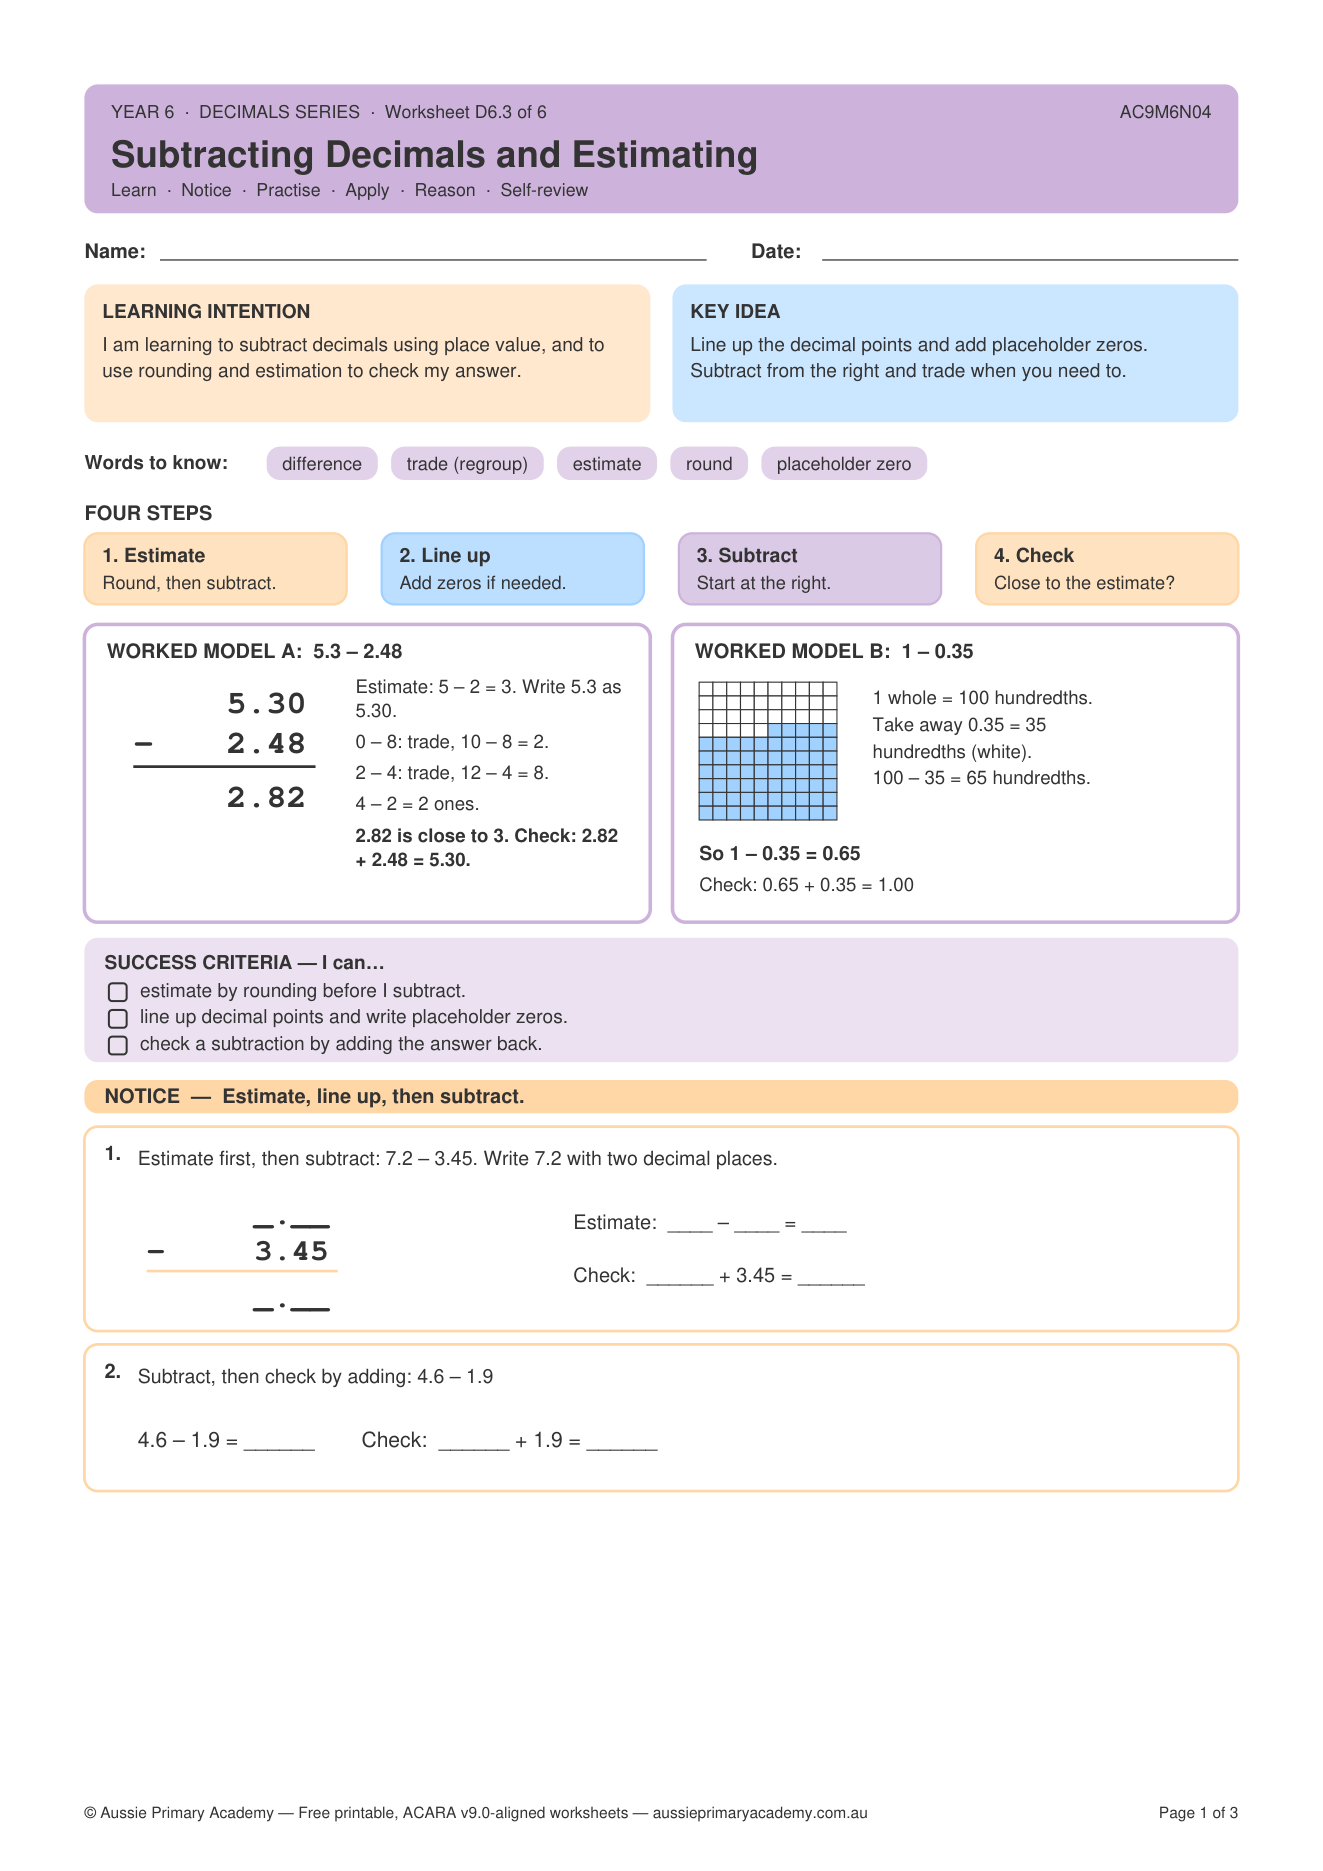 YEAR 6 · DECIMALS SERIES · Worksheet D6.3 of 6 AC9M6N04
Subtracting Decimals and Estimating
Learn · Notice · Practise · Apply · Reason · Self-review
Name: Date:
LEARNING INTENTION
I am learning to subtract decimals using place value, and to
use rounding and estimation to check my answer.
KEY IDEA
Line up the decimal points and add placeholder zeros.
Subtract from the right and trade when you need to.
Words to know: difference trade (regroup) estimate round placeholder zero
FOUR STEPS
1. Estimate
Round, then subtract.
2. Line up
Add zeros if needed.
3. Subtract
Start at the right.
4. Check
Close to the estimate?
WORKED MODEL A: 5.3 – 2.48
5.30
– 2.48
2.82
Estimate: 5 – 2 = 3. Write 5.3 as
5.30.
0 – 8: trade, 10 – 8 = 2.
2 – 4: trade, 12 – 4 = 8.
4 – 2 = 2 ones.
2.82 is close to 3. Check: 2.82
+ 2.48 = 5.30.
WORKED MODEL B: 1 – 0.35
1 whole = 100 hundredths.
Take away 0.35 = 35
hundredths (white).
100 – 35 = 65 hundredths.
So 1 – 0.35 = 0.65
Check: 0.65 + 0.35 = 1.00
SUCCESS CRITERIA — I can…
estimate by rounding before I subtract.
line up decimal points and write placeholder zeros.
check a subtraction by adding the answer back.
NOTICE — Estimate, line up, then subtract.
1. Estimate first, then subtract: 7.2 – 3.45. Write 7.2 with two decimal places.
_.__
– 3.45
_.__
Estimate: ____ – ____ = ____
Check: ______ + 3.45 = ______
2. Subtract, then check by adding: 4.6 – 1.9
4.6 – 1.9 = ______ Check: ______ + 1.9 = ______
© Aussie Primary Academy — Free printable, ACARA v9.0-aligned worksheets — aussieprimaryacademy.com.au Page 1 of 3